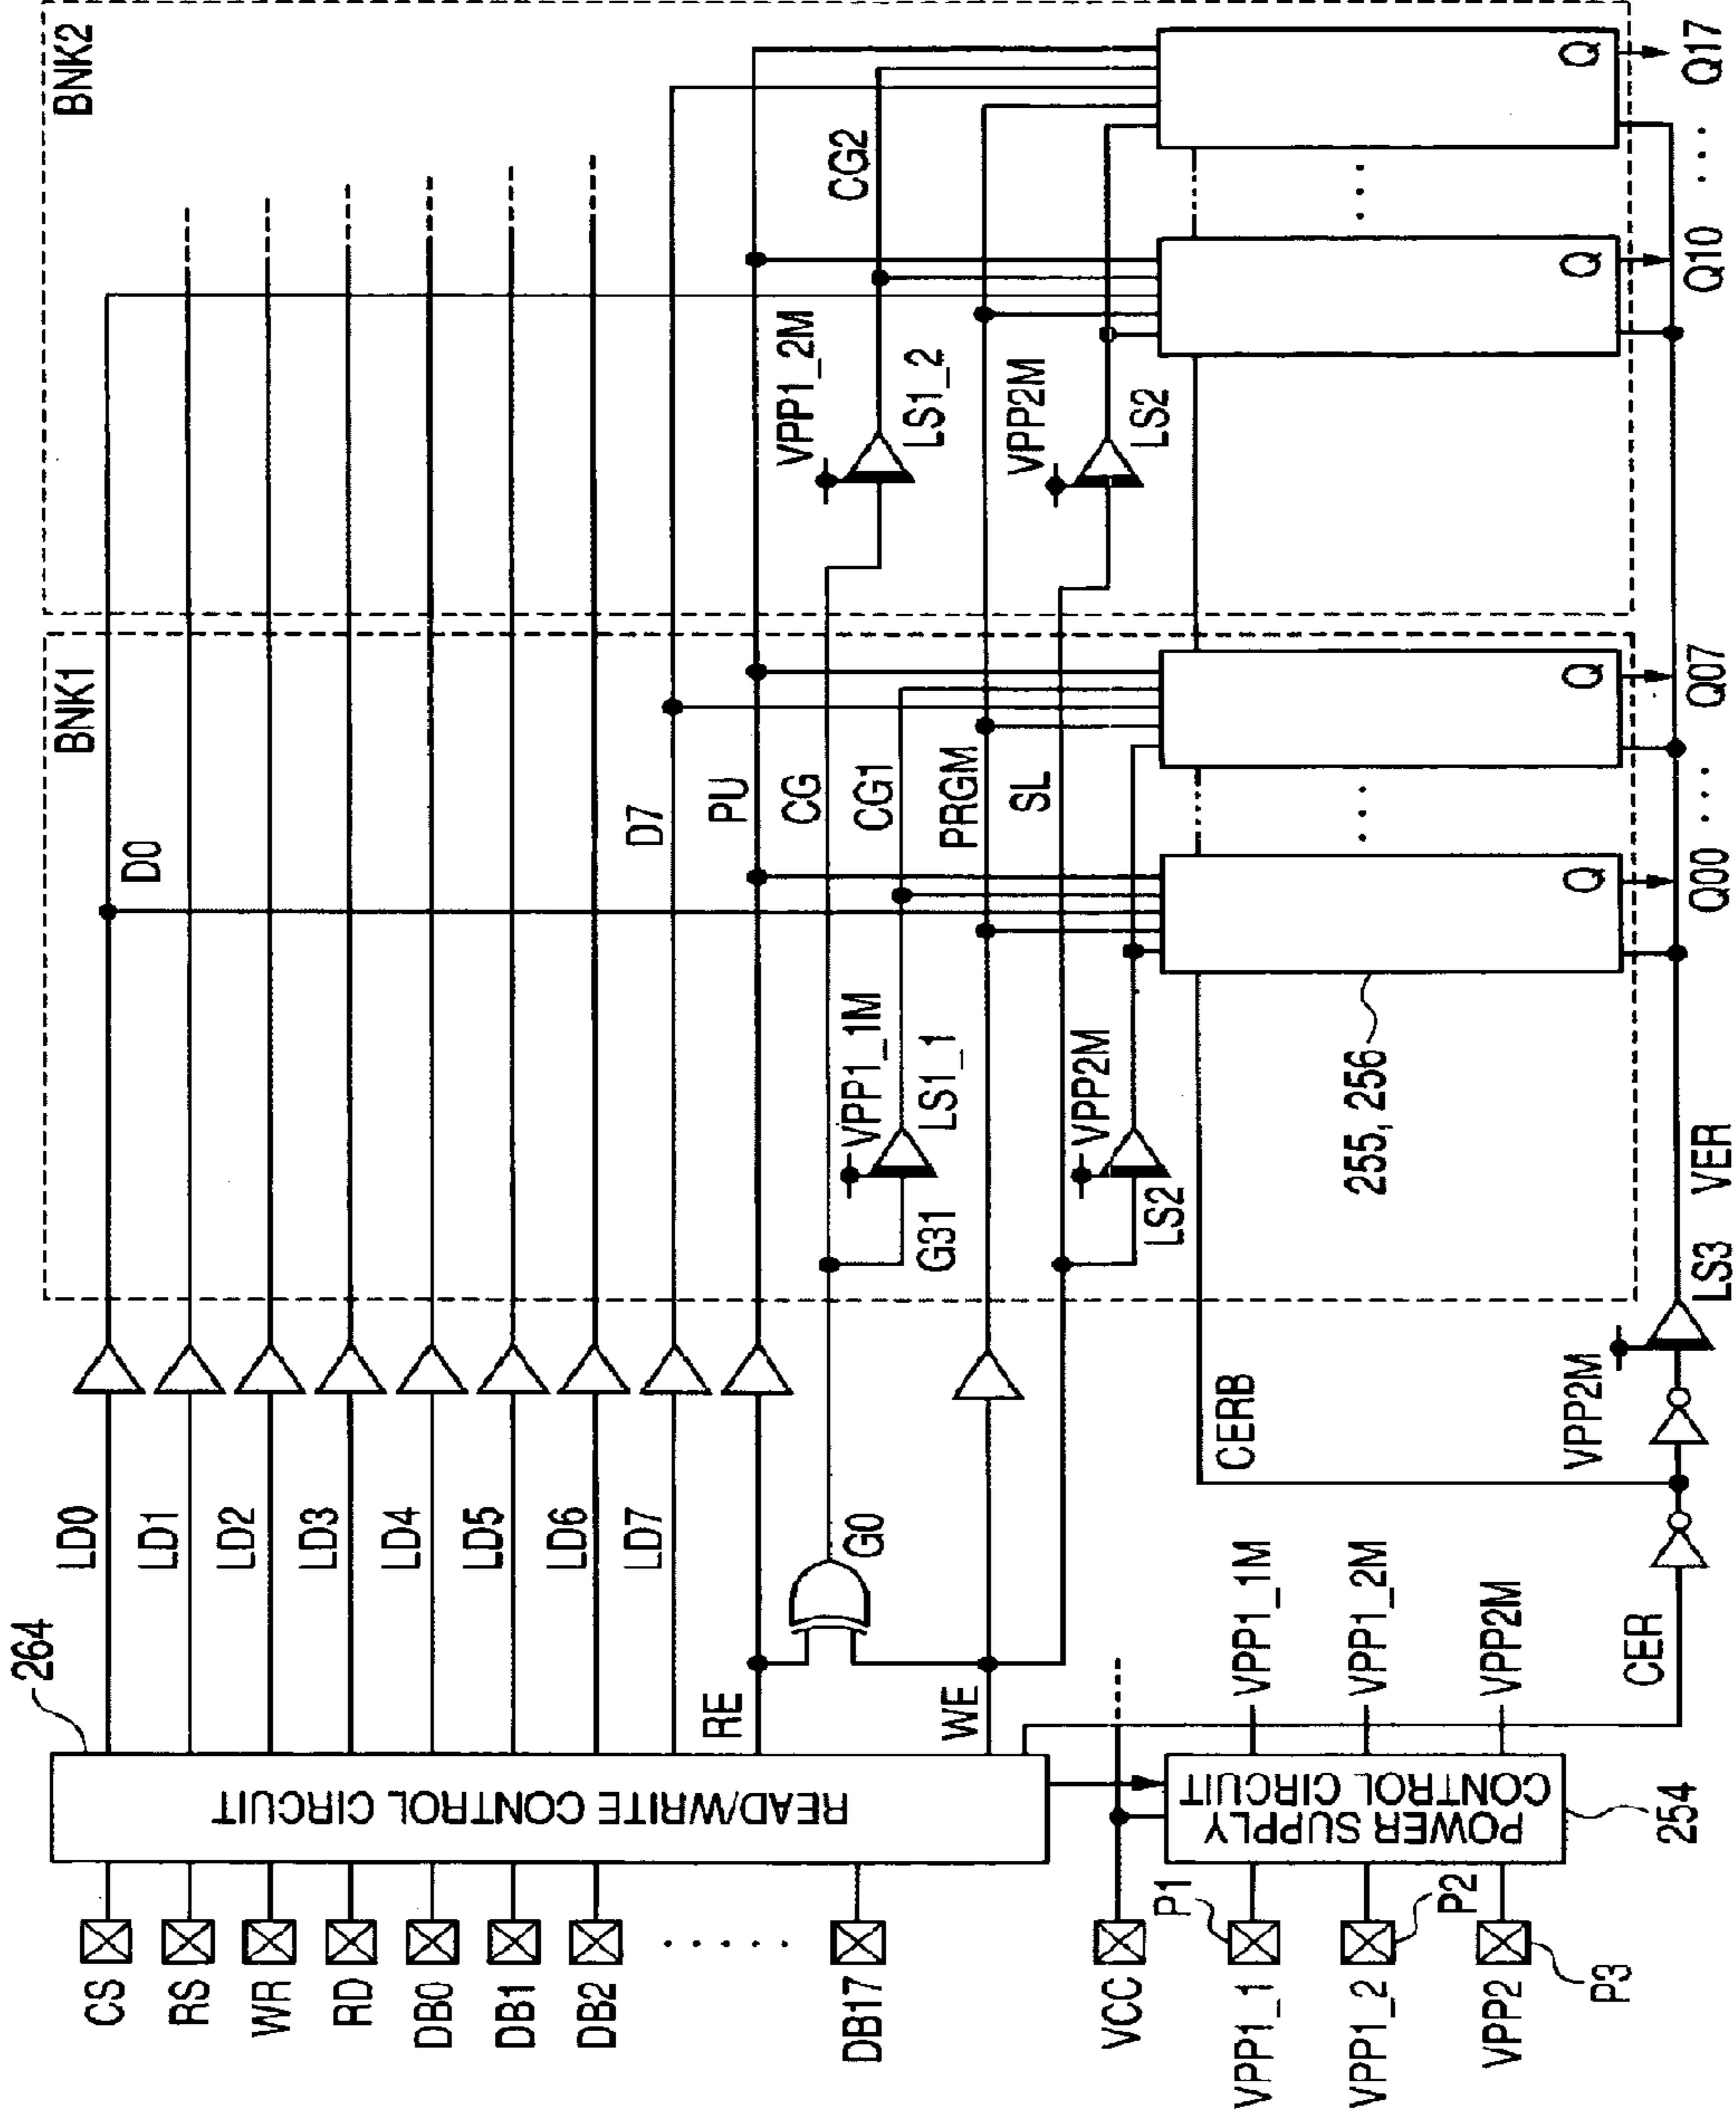 CS
RS
WR
RD
DB0
DB1
DB2
DB17
VCC
VPP1_1
P1
VPP1_2
P2
VPP2
P3
264
READ/WRITE CONTROL CIRCUIT
POWER SUPPLY
CONTROL CIRCUIT
254
LD0
LD1
LD2
LD3
LD4
LD5
LD6
LD7
RE
G0
WE
VPP1_1M
VPP1_2M
VPP2M
CER
CERB
VPP2M
LS3
VER
BNK1
D0
D7
PU
CG
CG1
PRGM
SL
VPP1_1M
G31
LS1_1
VPP2M
LS2
255, 256
Q
Q
Q00 ···· Q07
BNK2
VPP1_2M
LS1_2
CG2
VPP2M
LS2
Q
Q
Q10 ···· Q17